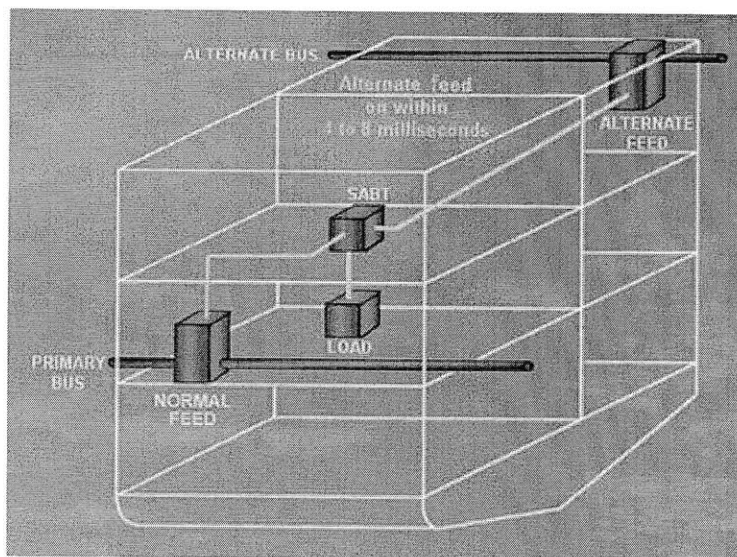 ALTERNATE BUS
Alternate feed
on within
1 to 8 milliseconds
ALTERNATE
FEED
SABT
LOAD
PRIMARY
BUS
NORMAL
FEED